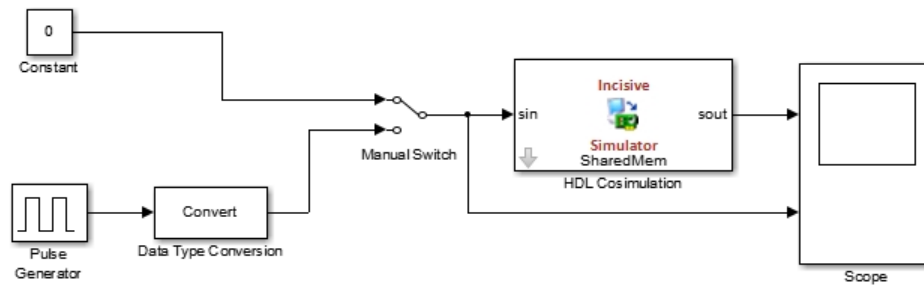 0
Constant
Incisive
sin
sout
Simulator
SharedMem
HDL Cosimulation
Manual Switch
Convert
Data Type Conversion
Pulse
Generator
Scope